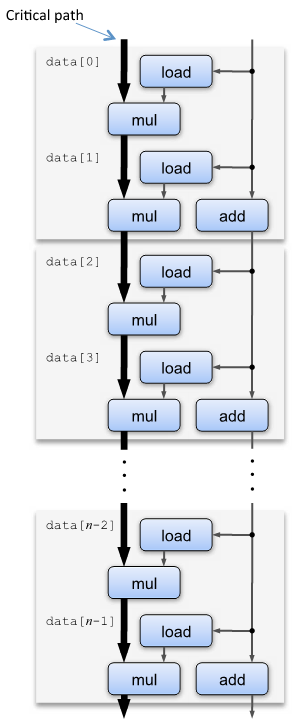 Critical path
data[0]
load
mul
data[1]
load
mul
add
data[2]
load
mul
data[3]
load
mul
add
data[n-2]
load
mul
data[n-1]
load
mul
add